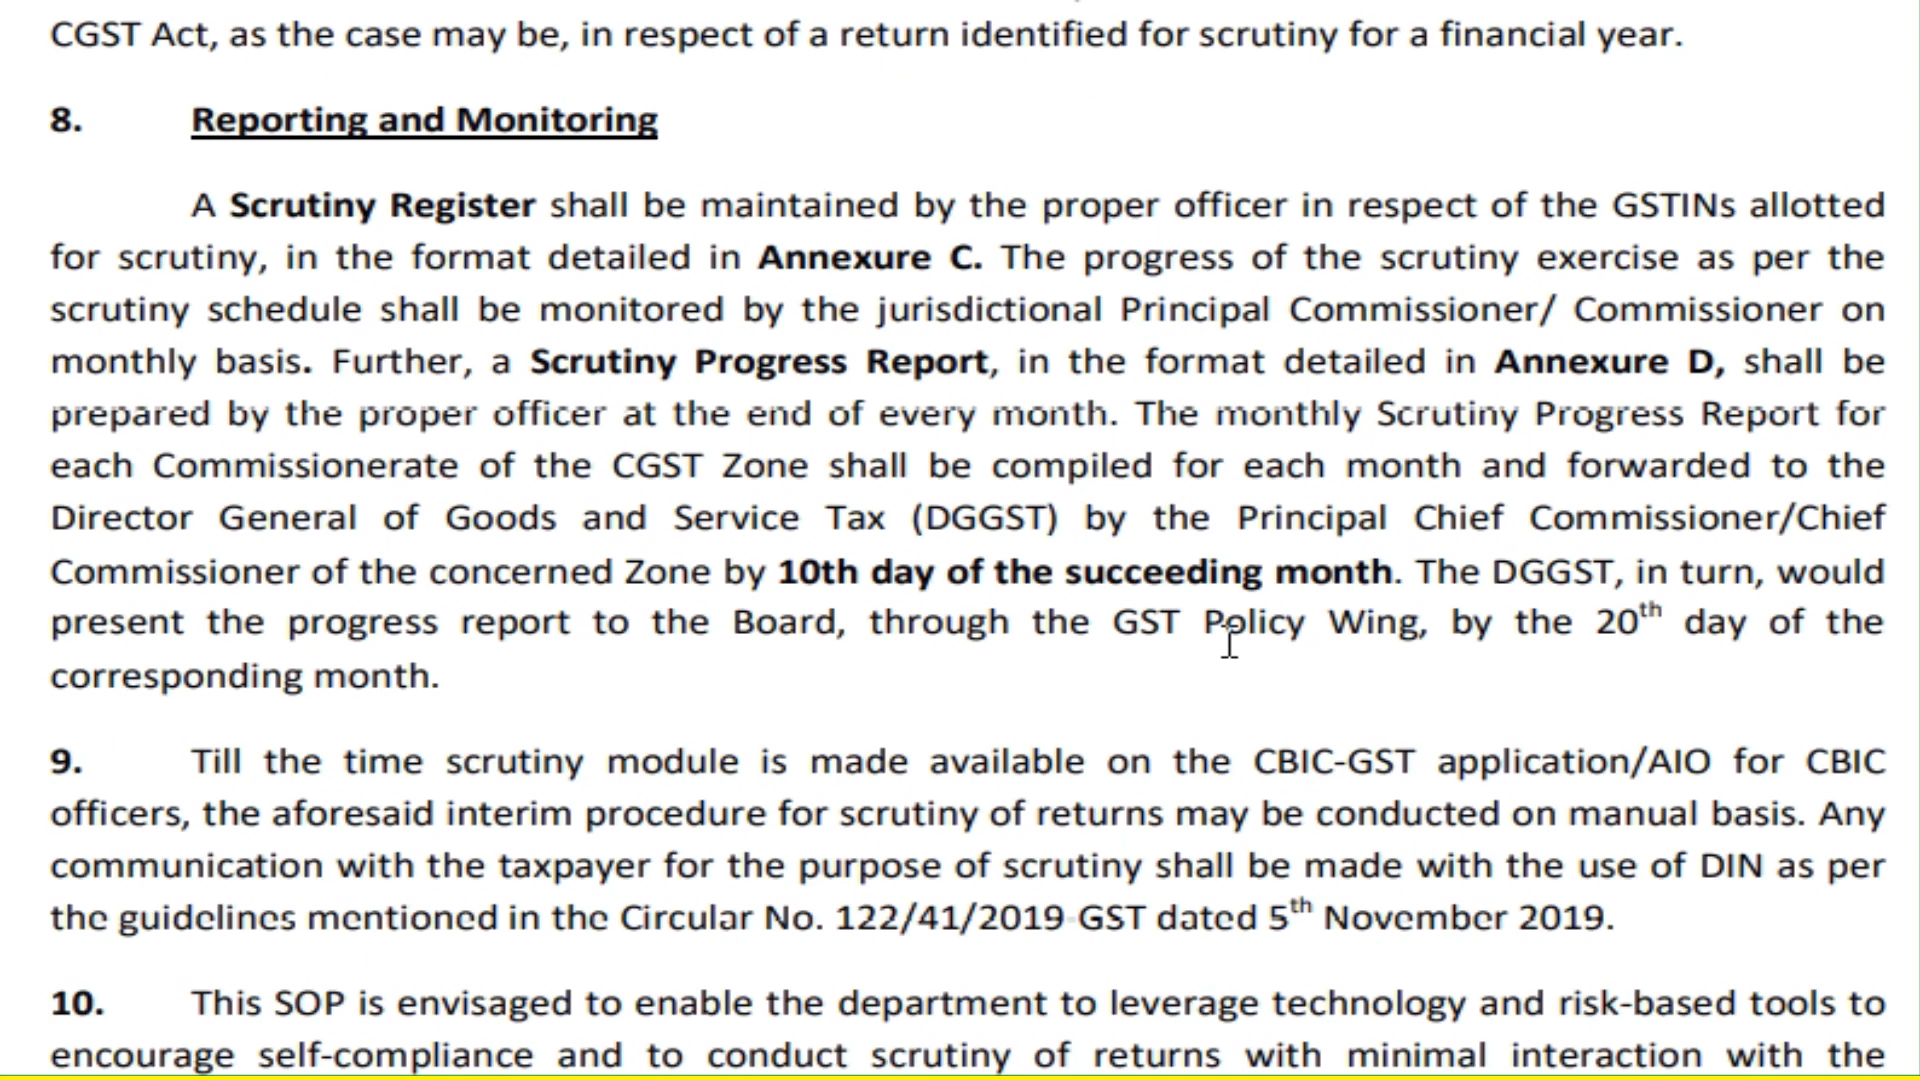 CGST Act, as the case may be, in respect of a return identified for scrutiny for a financial year.
8. Reporting and Monitoring
A Scrutiny Register shall be maintained by the proper officer in respect of the GSTINs allotted
for scrutiny, in the format detailed in Annexure C. The progress of the scrutiny exercise as per the
scrutiny schedule shall be monitored by the jurisdictional Principal Commissioner/ Commissioner on
monthly basis. Further, a Scrutiny Progress Report, in the format detailed in Annexure D, shall be
prepared by the proper officer at the end of every month. The monthly Scrutiny Progress Report for
each Commissionerate of the CGST Zone shall be compiled for each month and forwarded to the
Director General of Goods and Service Tax (DGGST) by the Principal Chief Commissioner/Chief
Commissioner of the concerned Zone by 10th day of the succeeding month. The DGGST, in turn, would
present the progress report to the Board, through the GST Policy Wing, by the 20th day of the
corresponding month.
9. Till the time scrutiny module is made available on the CBIC-GST application/AIO for CBIC
officers, the aforesaid interim procedure for scrutiny of returns may be conducted on manual basis. Any
communication with the taxpayer for the purpose of scrutiny shall be made with the use of DIN as per
the guidelines mentioned in the Circular No. 122/41/2019-GST dated 5th November 2019.
10. This SOP is envisaged to enable the department to leverage technology and risk-based tools to
encourage self-compliance and to conduct scrutiny of returns with minimal interaction with the